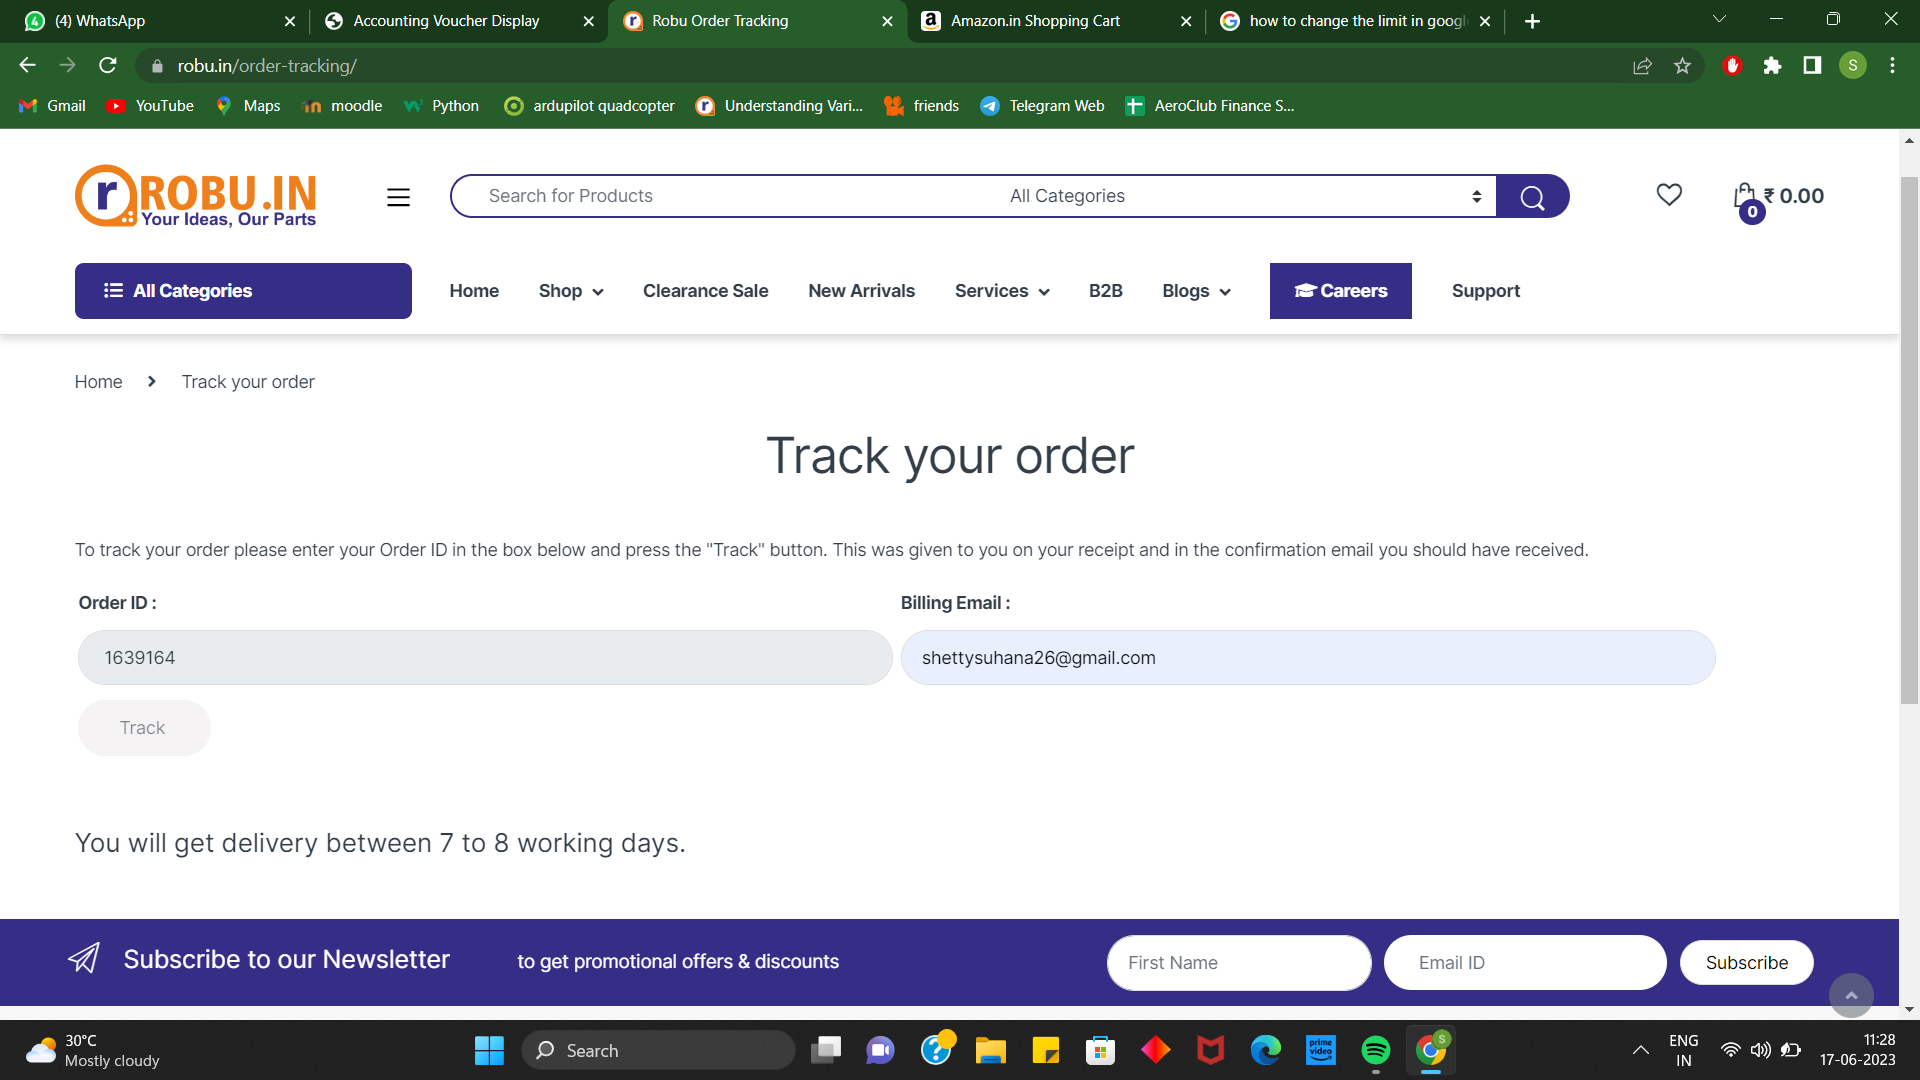 (4) WhatsApp
Accounting Voucher Display
Robu Order Tracking
Amazon.in Shopping Cart
how to change the limit in googl
robu.in/order-tracking/
S
Gmail
YouTube
Maps
moodle
Python
ardupilot quadcopter
Understanding Vari...
friends
Telegram Web
AeroClub Finance S...
r ROBU.IN
Your Ideas, Our Parts
Search for Products
All Categories
0
₹ 0.00
All Categories
Home
Shop
Clearance Sale
New Arrivals
Services
B2B
Blogs
Careers
Support
Home
Track your order
Track your order
To track your order please enter your Order ID in the box below and press the "Track" button. This was given to you on your receipt and in the confirmation email you should have received.
Order ID :
Billing Email :
1639164
shettysuhana26@gmail.com
Track
You will get delivery between 7 to 8 working days.
Subscribe to our Newsletter
to get promotional offers & discounts
First Name
Email ID
Subscribe
30°C
Mostly cloudy
Search
prime video
S
ENG
IN
11:28
17-06-2023